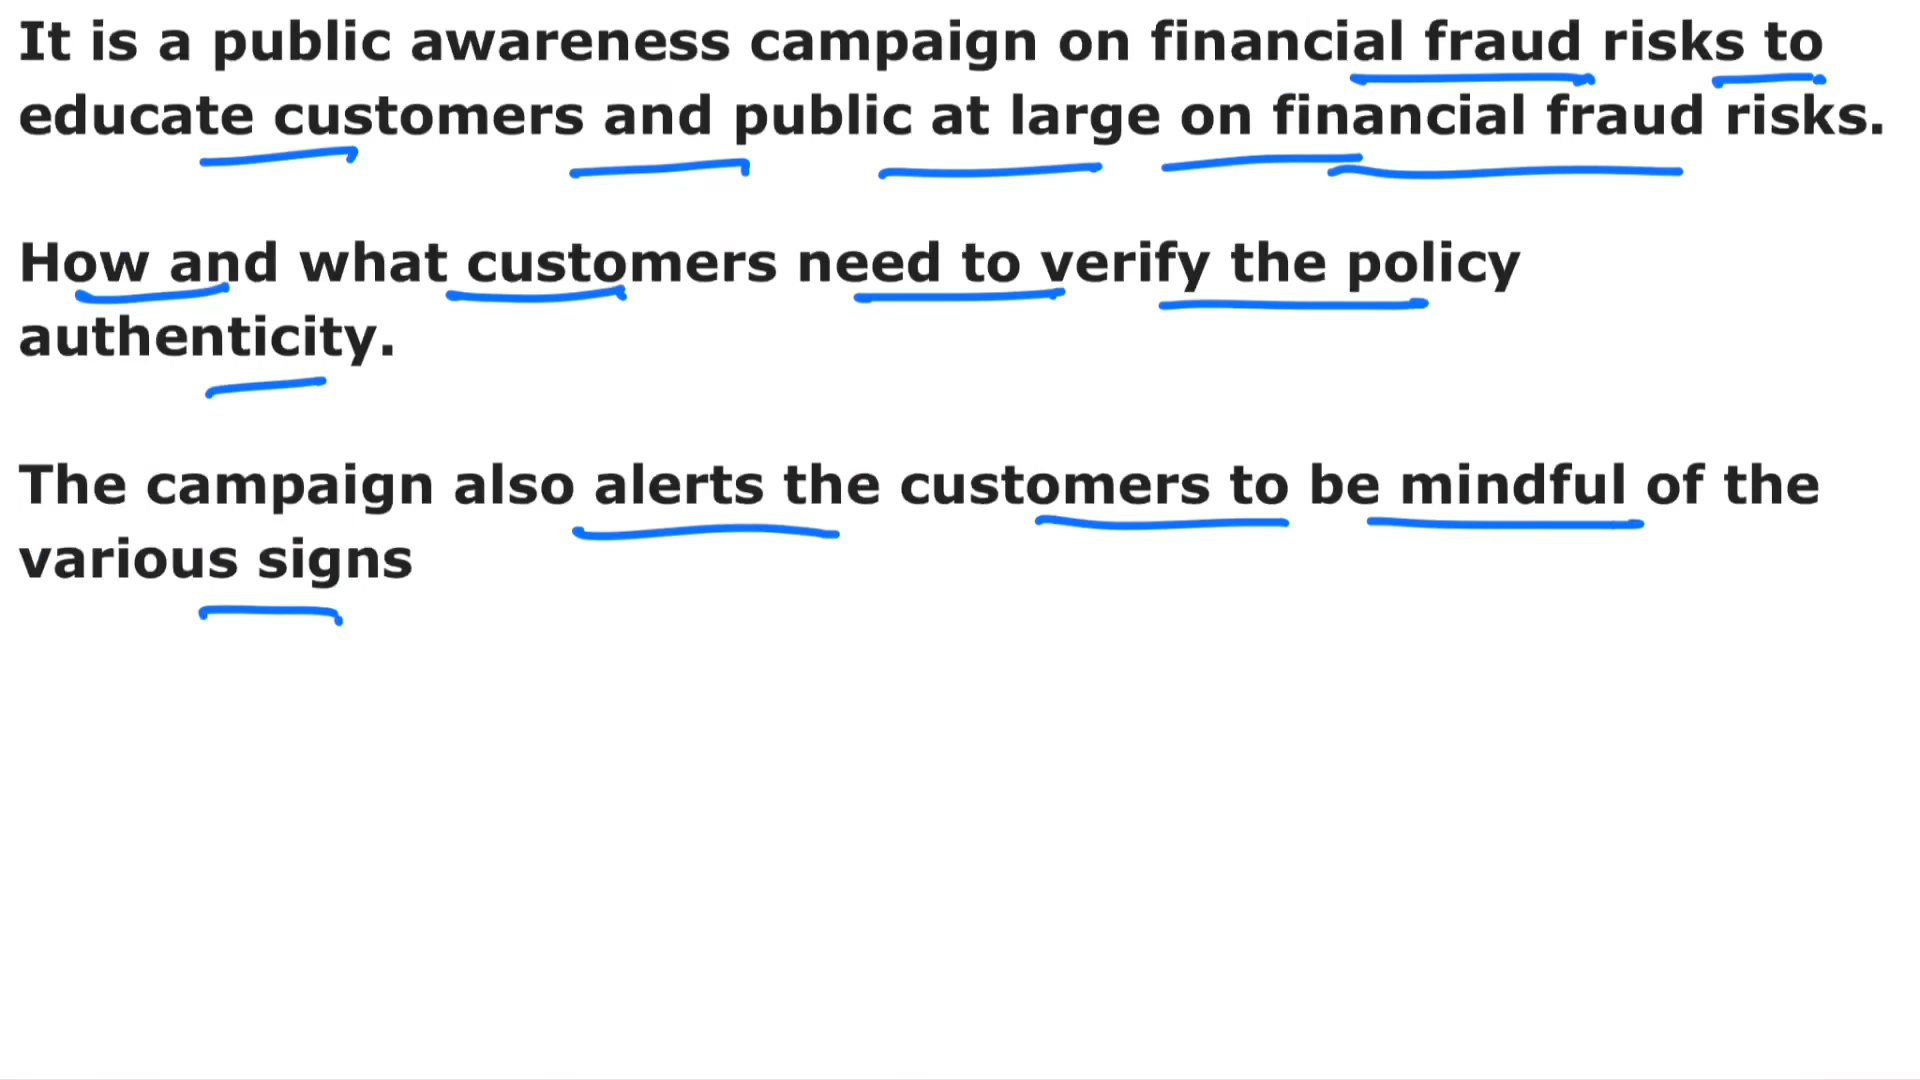 It is a public awareness campaign on financial fraud risks to
educate customers and public at large on financial fraud risks.
How and what customers need to verify the policy
authenticity.
The campaign also alerts the customers to be mindful of the
various signs